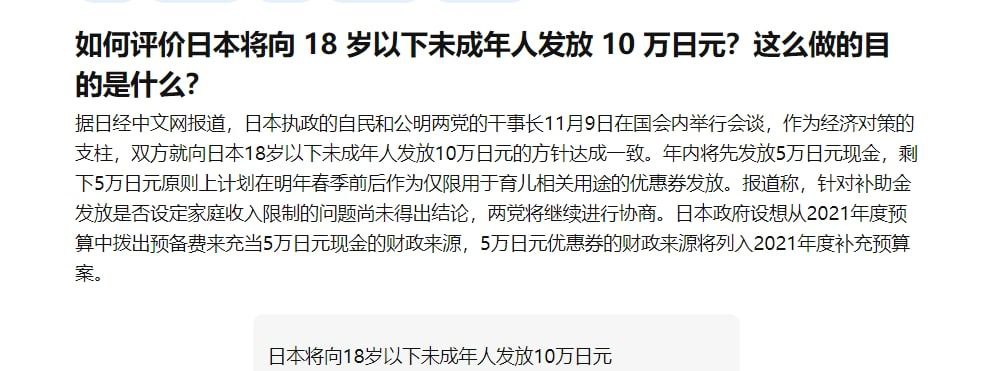 如何评价日本将向 18 岁以下未成年人发放 10 万日元？这么做的目
的是什么？
据日经中文网报道，日本执政的自民和公明两党的干事长11月9日在国会内举行会谈，作为经济对策的
支柱，双方就向日本18岁以下未成年人发放10万日元的方针达成一致。年内将先发放5万日元现金，剩
下5万日元原则上计划在明年春季前后作为仅限用于育儿相关用途的优惠券发放。报道称，针对补助金
发放是否设定家庭收入限制的问题尚未得出结论，两党将继续进行协商。日本政府设想从2021年度预
算中拨出预备费来充当5万日元现金的财政来源，5万日元优惠券的财政来源将列入2021年度补充预算
案。
日本将向18岁以下未成年人发放10万日元